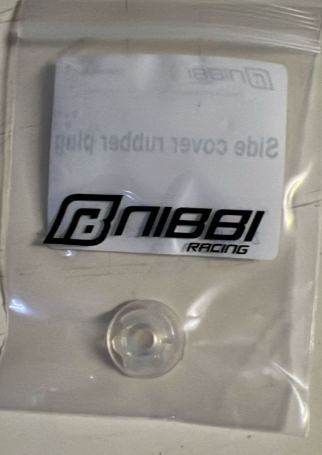 NIBBI
Side cover rubber plug
NIBBI
RACING